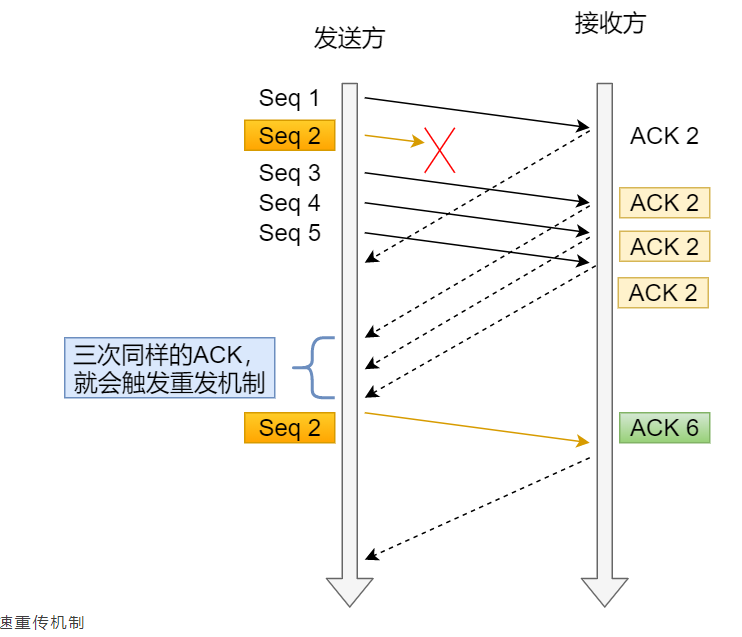 发送方
接收方
Seq 1
Seq 2
ACK 2
Seq 3
Seq 4
ACK 2
Seq 5
ACK 2
ACK 2
三次同样的ACK，
就会触发重发机制
Seq 2
ACK 6
速重传机制